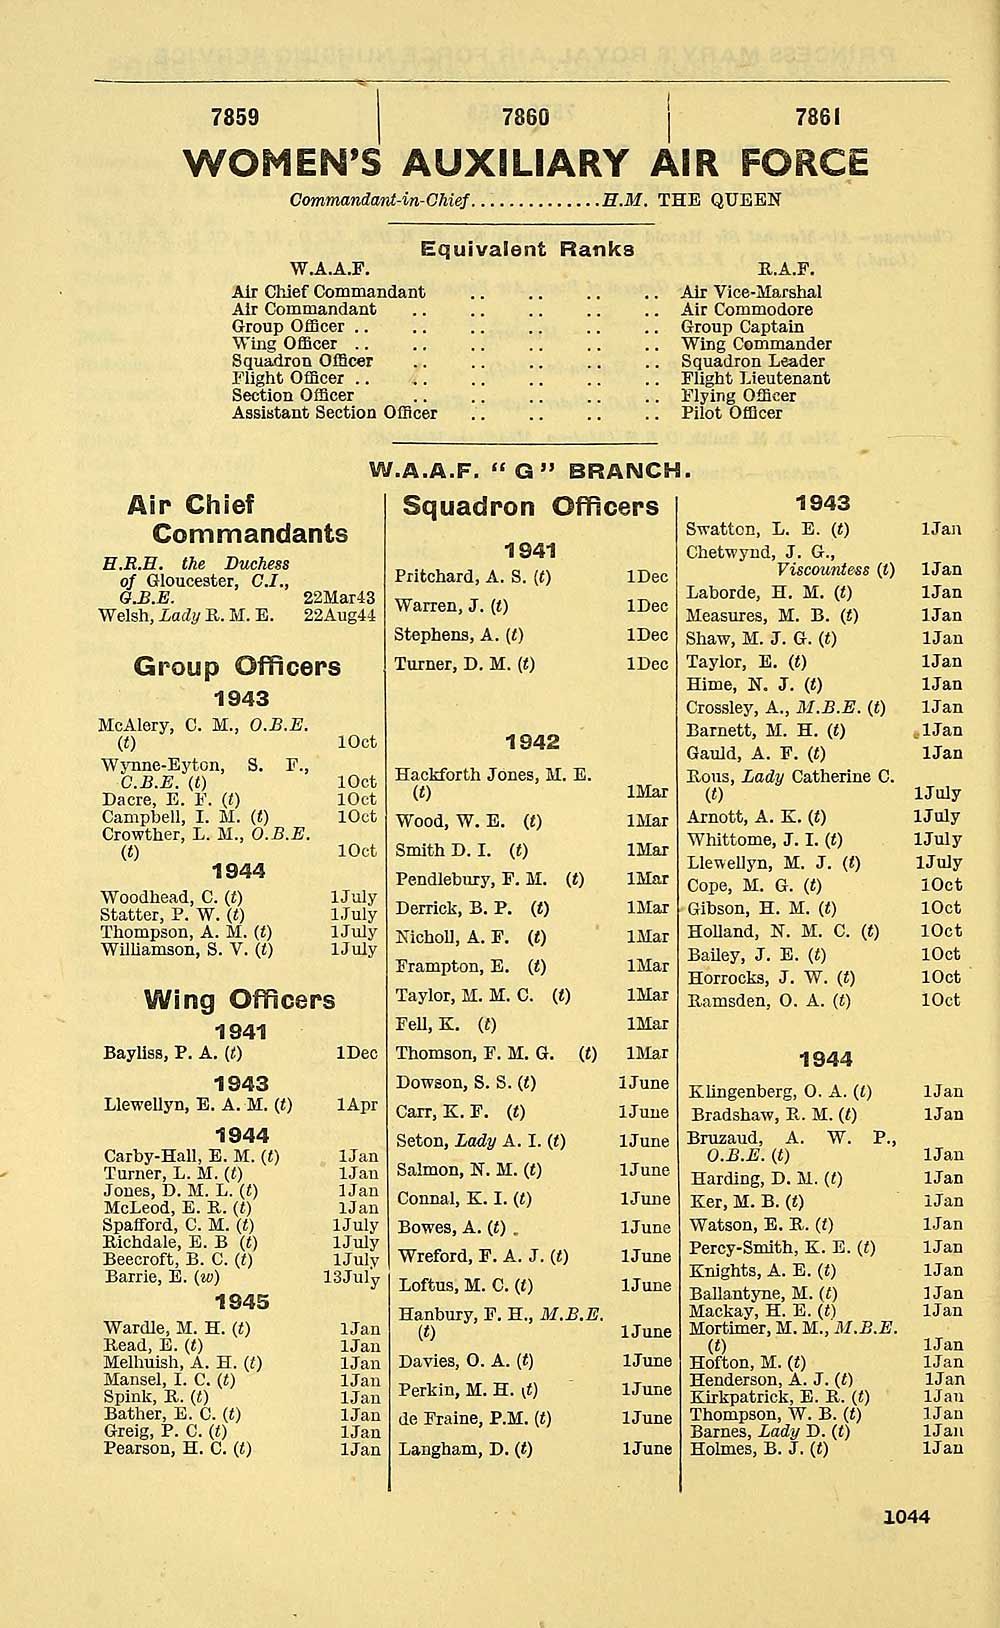 7859 7860 7861
WOMEN'S AUXILIARY AIR FORCE
Commandant-in-Chief..............H.M. THE QUEEN
Equivalent Ranks
W.A.A.F. R.A.F.
Air Chief Commandant .. .. .. .. Air Vice-Marshal
Air Commandant .. .. .. .. .. Air Commodore
Group Officer .. .. .. .. .. .. Group Captain
Wing Officer .. .. .. .. .. .. Wing Commander
Squadron Officer .. .. .. .. .. Squadron Leader
Flight Officer .. .. .. .. .. .. Flight Lieutenant
Section Officer .. .. .. .. .. Flying Officer
Assistant Section Officer .. .. .. .. Pilot Officer
W.A.A.F. "G" BRANCH.
Air Chief
Commandants
H.R.H. the Duchess
of Gloucester, C.I.,
G.B.E. 22Mar43
Welsh, Lady R. M. E. 22Aug44
Group Officers
1943
McAlery, C. M., O.B.E.
(t) 1Oct
Wynne-Eyton, S. F.,
C.B.E. (t) 1Oct
Dacre, E. F. (t) 1Oct
Campbell, I. M. (t) 1Oct
Crowther, L. M., O.B.E.
(t) 1Oct
1944
Woodhead, C. (t) 1July
Statter, P. W. (t) 1July
Thompson, A. M. (t) 1July
Williamson, S. V. (t) 1July
Wing Officers
1941
Bayliss, P. A. (t) 1Dec
1943
Llewellyn, E. A. M. (t) 1Apr
1944
Carby-Hall, E. M. (t) 1Jan
Turner, L. M. (t) 1Jan
Jones, D. M. L. (t) 1Jan
McLeod, E. R. (t) 1Jan
Spafford, C. M. (t) 1July
Richdale, E. B (t) 1July
Beecroft, B. C. (t) 1July
Barrie, E. (w) 13July
1945
Wardle, M. H. (t) 1Jan
Read, E. (t) 1Jan
Melhuish, A. H. (t) 1Jan
Mansel, I. C. (t) 1Jan
Spink, R. (t) 1Jan
Bather, E. C. (t) 1Jan
Greig, P. C. (t) 1Jan
Pearson, H. C. (t) 1Jan
Squadron Officers
1941
Pritchard, A. S. (t) 1Dec
Warren, J. (t) 1Dec
Stephens, A. (t) 1Dec
Turner, D. M. (t) 1Dec
1942
Hackforth Jones, M. E.
(t) 1Mar
Wood, W. E. (t) 1Mar
Smith D. I. (t) 1Mar
Pendlebury, F. M. (t) 1Mar
Derrick, B. P. (t) 1Mar
Nicholl, A. F. (t) 1Mar
Frampton, E. (t) 1Mar
Taylor, M. M. C. (t) 1Mar
Fell, K. (t) 1Mar
Thomson, F. M. G. (t) 1Mar
Dowson, S. S. (t) 1June
Carr, K. F. (t) 1June
Seton, Lady A. I. (t) 1June
Salmon, N. M. (t) 1June
Connal, K. I. (t) 1June
Bowes, A. (t) . 1June
Wreford, F. A. J. (t) 1June
Loftus, M. C. (t) 1June
Hanbury, F. H., M.B.E.
(t) 1June
Davies, O. A. (t) 1June
Perkin, M. H. (t) 1June
de Fraine, P.M. (t) 1June
Langham, D. (t) 1June
1943
Swatton, L. E. (t) 1Jan
Chetwynd, J. G.,
Viscountess (t) 1Jan
Laborde, H. M. (t) 1Jan
Measures, M. B. (t) 1Jan
Shaw, M. J. G. (t) 1Jan
Taylor, E. (t) 1Jan
Hime, N. J. (t) 1Jan
Crossley, A., M.B.E. (t) 1Jan
Barnett, M. H. (t) 1Jan
Gauld, A. F. (t) 1Jan
Rous, Lady Catherine C.
(t) 1July
Arnott, A. K. (t) 1July
Whittome, J. I. (t) 1July
Llewellyn, M. J. (t) 1July
Cope, M. G. (t) 1Oct
Gibson, H. M. (t) 1Oct
Holland, N. M. C. (t) 1Oct
Bailey, J. E. (t) 1Oct
Horrocks, J. W. (t) 1Oct
Ramsden, O. A. (t) 1Oct
1944
Klingenberg, O. A. (t) 1Jan
Bradshaw, R. M. (t) 1Jan
Bruzaud, A. W. P.,
O.B.E. (t) 1Jan
Harding, D. M. (t) 1Jan
Ker, M. B. (t) 1Jan
Watson, E. R. (t) 1Jan
Percy-Smith, K. E. (t) 1Jan
Knights, A. E. (t) 1Jan
Ballantyne, M. (t) 1Jan
Mackay, H. E. (t) 1Jan
Mortimer, M. M., M.B.E.
(t) 1Jan
Hofton, M. (t) 1Jan
Henderson, A. J. (t) 1Jan
Kirkpatrick, E. R. (t) 1Jan
Thompson, W. B. (t) 1Jan
Barnes, Lady D. (t) 1Jan
Holmes, B. J. (t) 1Jan
1044